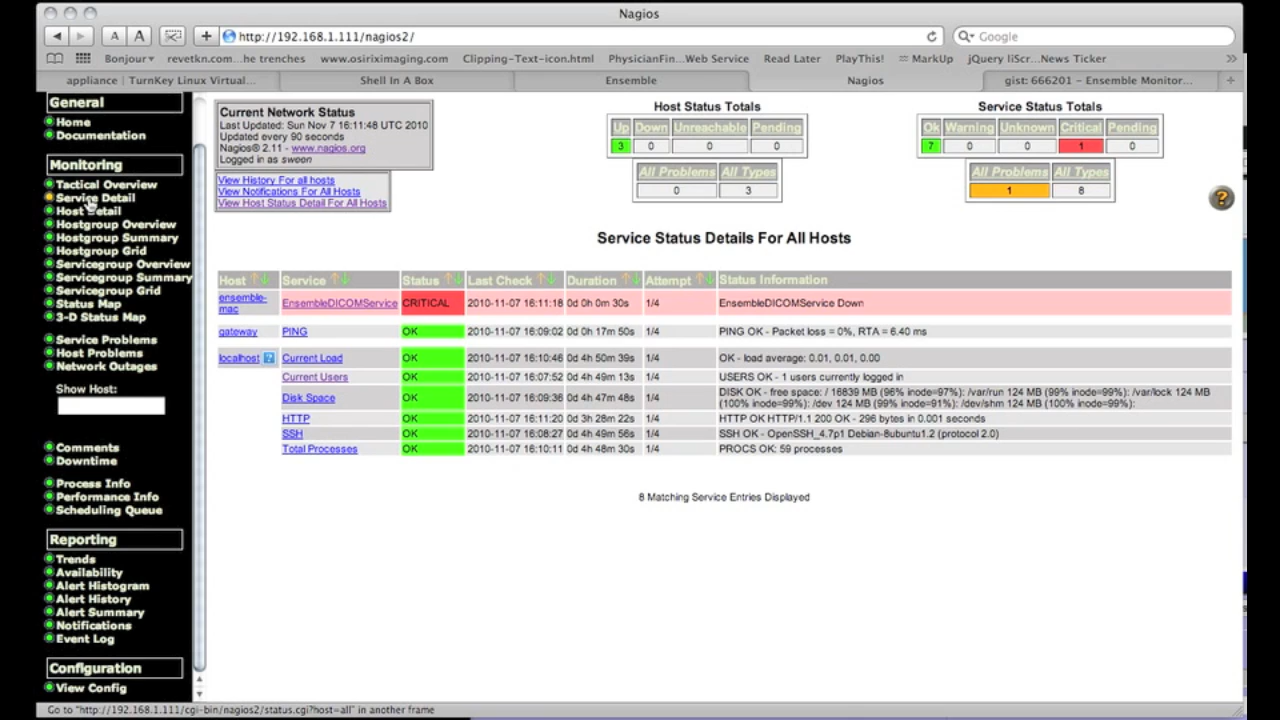 Nagios
A A + http://192.168.1.111/nagios2/ Google
Bonjour revetkn.com...he trenches www.osiriximaging.com Clipping-Text-icon.html PhysicianFin...Web Service Read Later PlayThis! MarkUp jQuery liScr...News Ticker »
appliance | TurnKey Linux Virtual... Shell In A Box Ensemble Nagios gist: 666201 – Ensemble Monitor... +
General
Home
Documentation
Monitoring
Tactical Overview
Service Detail
Host Detail
Hostgroup Overview
Hostgroup Summary
Hostgroup Grid
Servicegroup Overview
Servicegroup Summary
Servicegroup Grid
Status Map
3-D Status Map
Service Problems
Host Problems
Network Outages
Show Host:
Comments
Downtime
Process Info
Performance Info
Scheduling Queue
Reporting
Trends
Availability
Alert Histogram
Alert History
Alert Summary
Notifications
Event Log
Configuration
View Config
Current Network Status
Last Updated: Sun Nov 7 16:11:48 UTC 2010
Updated every 90 seconds
Nagios® 2.11 - www.nagios.org
Logged in as sween
View History For all hosts
View Notifications For All Hosts
View Host Status Detail For All Hosts
Host Status Totals
Up Down Unreachable Pending
3 0 0 0
All Problems All Types
0 3
Service Status Totals
Ok Warning Unknown Critical Pending
7 0 0 1 0
All Problems All Types
1 8
?
Service Status Details For All Hosts
Host Service Status Last Check Duration Attempt Status Information
ensemble-mac EnsembleDICOMService CRITICAL 2010-11-07 16:11:18 0d 0h 0m 30s 1/4 EnsembleDICOMService Down
gateway PING OK 2010-11-07 16:09:02 0d 0h 17m 50s 1/4 PING OK - Packet loss = 0%, RTA = 6.40 ms
localhost Current Load OK 2010-11-07 16:10:46 0d 4h 50m 39s 1/4 OK - load average: 0.01, 0.01, 0.00
Current Users OK 2010-11-07 16:07:52 0d 4h 49m 13s 1/4 USERS OK - 1 users currently logged in
Disk Space OK 2010-11-07 16:09:36 0d 4h 47m 48s 1/4 DISK OK - free space: / 16839 MB (96% inode=97%): /var/run 124 MB (99% inode=99%): /var/lock 124 MB
(100% inode=99%): /dev 124 MB (99% inode=91%): /dev/shm 124 MB (100% inode=99%):
HTTP OK 2010-11-07 16:11:20 0d 3h 28m 22s 1/4 HTTP OK HTTP/1.1 200 OK - 296 bytes in 0.001 seconds
SSH OK 2010-11-07 16:08:27 0d 4h 49m 56s 1/4 SSH OK - OpenSSH_4.7p1 Debian-8ubuntu1.2 (protocol 2.0)
Total Processes OK 2010-11-07 16:10:11 0d 4h 48m 30s 1/4 PROCS OK: 59 processes
8 Matching Service Entries Displayed
Go to "http://192.168.1.111/cgi-bin/nagios2/status.cgi?host=all" in another frame